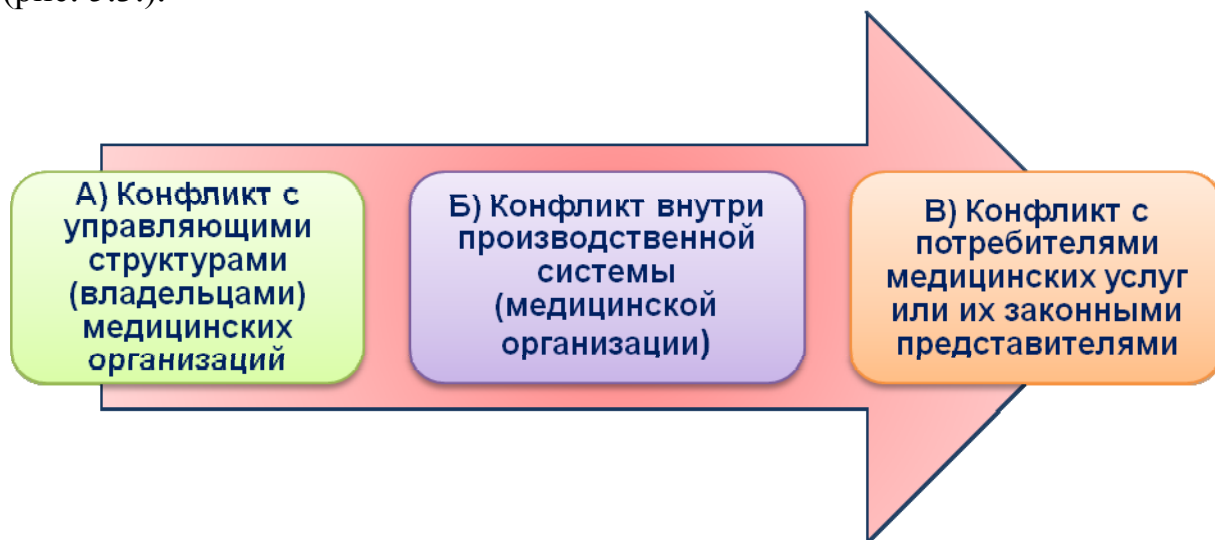 А) Конфликт с
управляющими
структурами
(владельцами)
медицинских
организаций
Б) Конфликт внутри
производственной
системы
(медицинской
организации)
В) Конфликт с
потребителями
медицинских услуг
или их законными
представителями